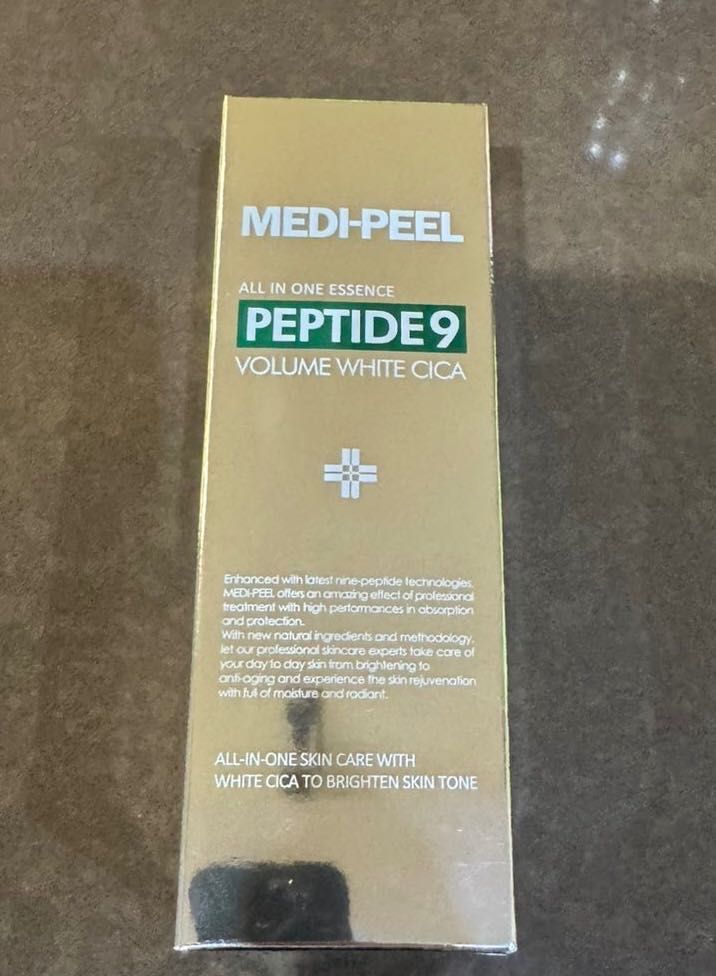 MEDI-PEEL
ALL IN ONE ESSENCE
PEPTIDE 9
VOLUME WHITE CICA
Enhanced with latest nine-peptide technologies,
MEDI-PEEL offers an amazing effect of professional
treatment with high performances in absorption
and protection.
With new natural ingredients and methodology,
let our professional skincare experts take care of
your day to day skin from brightening to
anti-aging and experience the skin rejuvenation
with full of moisture and radiant.
ALL-IN-ONE SKIN CARE WITH
WHITE CICA TO BRIGHTEN SKIN TONE